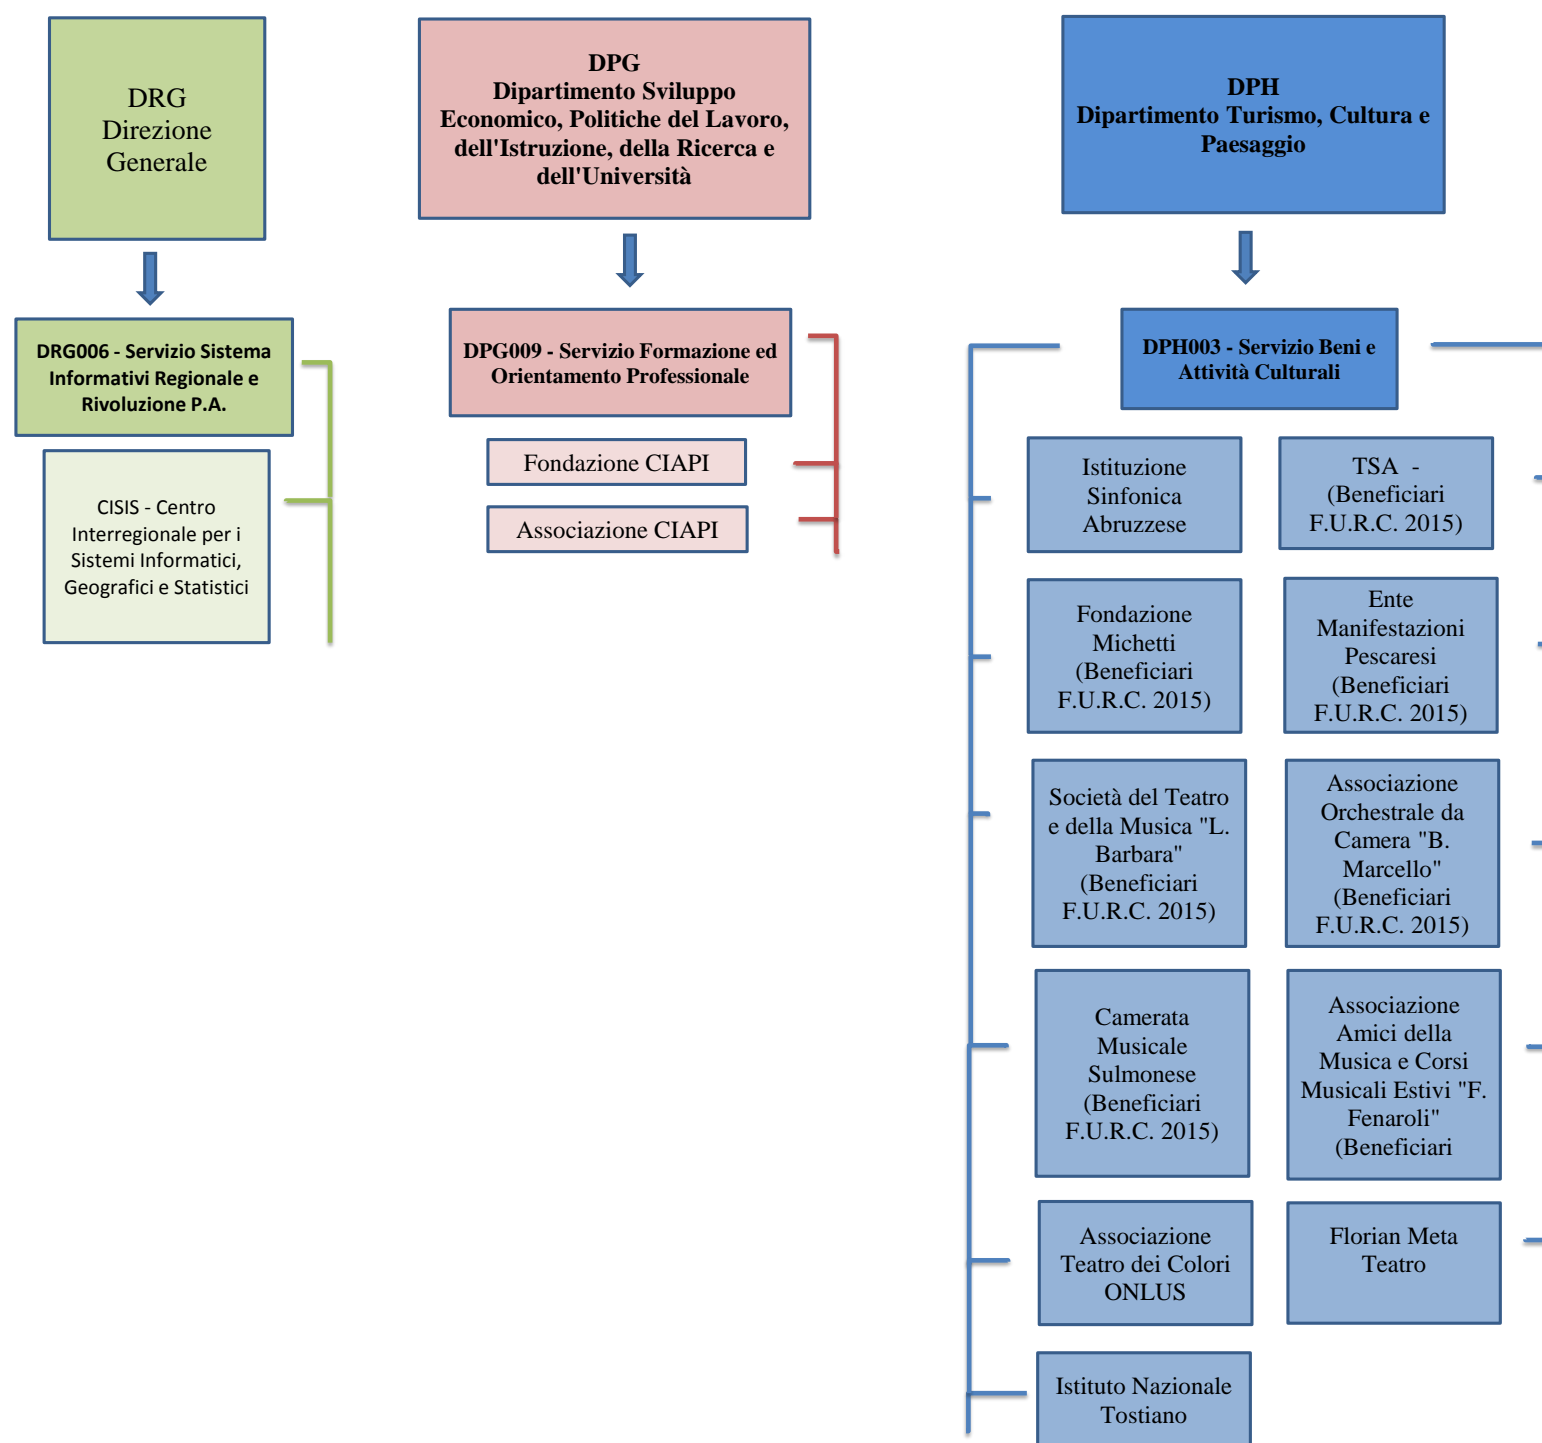 DRG
Direzione
Generale
DRG006 - Servizio Sistema
Informativi Regionale e
Rivoluzione P.A.
CISIS - Centro
Interregionale per i
Sistemi Informatici,
Geografici e Statistici
DPG
Dipartimento Sviluppo
Economico, Politiche del Lavoro,
dell'Istruzione, della Ricerca e
dell'Università
DPG009 - Servizio Formazione ed
Orientamento Professionale
Fondazione CIAPI
Associazione CIAPI
DPH
Dipartimento Turismo, Cultura e
Paesaggio
DPH003 - Servizio Beni e
Attività Culturali
Istituzione
Sinfonica
Abruzzese
TSA -
(Beneficiari
F.U.R.C. 2015)
Fondazione
Michetti
(Beneficiari
F.U.R.C. 2015)
Ente
Manifestazioni
Pescaresi
(Beneficiari
F.U.R.C. 2015)
Società del Teatro
e della Musica "L.
Barbara"
(Beneficiari
F.U.R.C. 2015)
Associazione
Orchestrale da
Camera "B.
Marcello"
(Beneficiari
F.U.R.C. 2015)
Camerata
Musicale
Sulmonese
(Beneficiari
F.U.R.C. 2015)
Associazione
Amici della
Musica e Corsi
Musicali Estivi "F.
Fenaroli"
(Beneficiari
Associazione
Teatro dei Colori
ONLUS
Florian Meta
Teatro
Istituto Nazionale
Tostiano